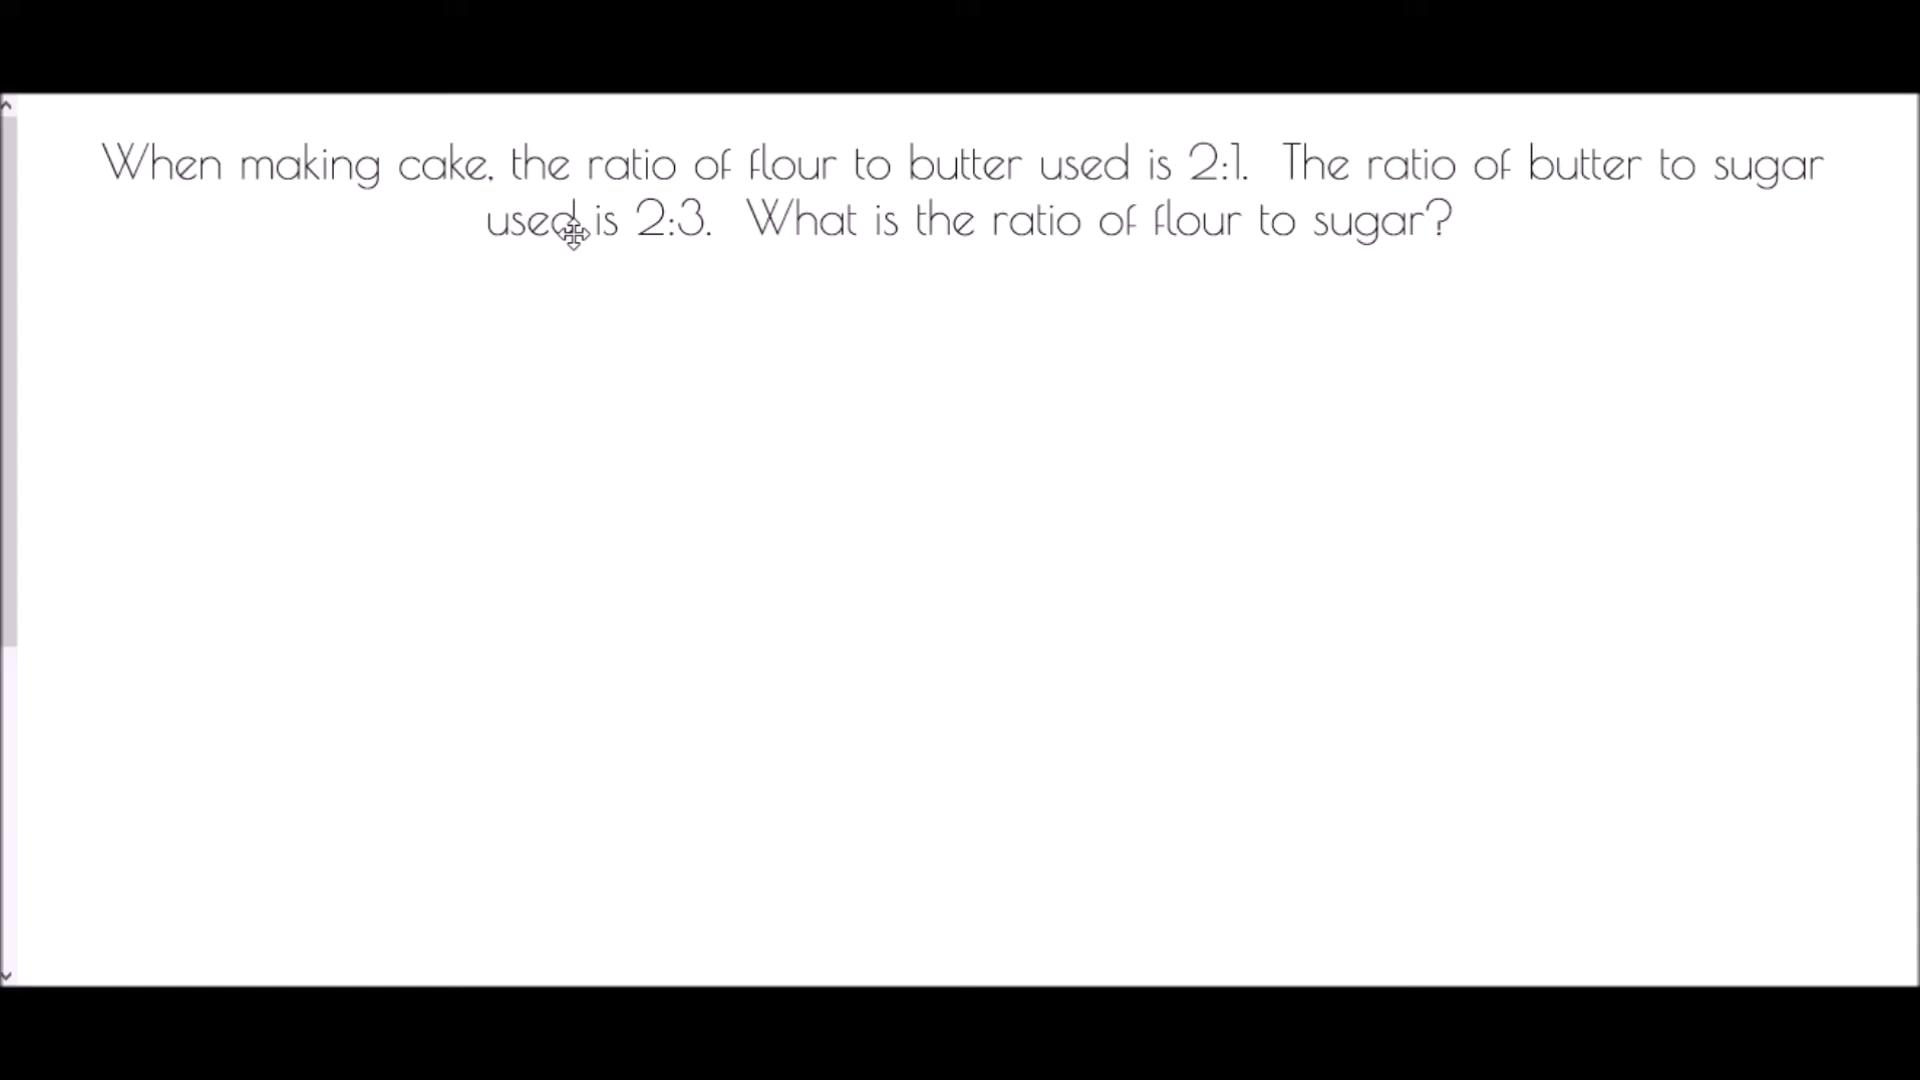 When making cake, the ratio of flour to butter used is 2:1. The ratio of butter to sugar
used is 2:3. What is the ratio of flour to sugar?